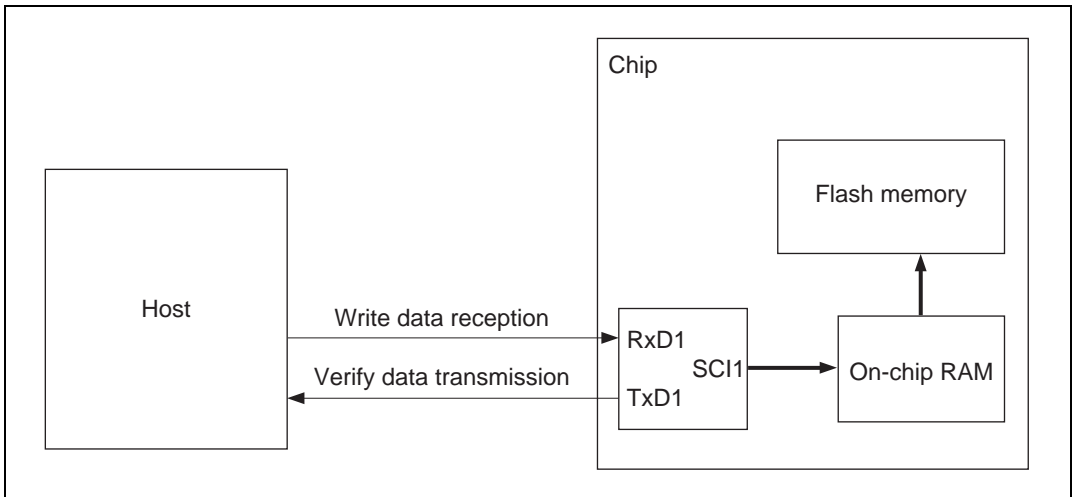 Chip
Flash memory
Host
Write data reception
RxD1
SCI1
On-chip RAM
Verify data transmission
TxD1